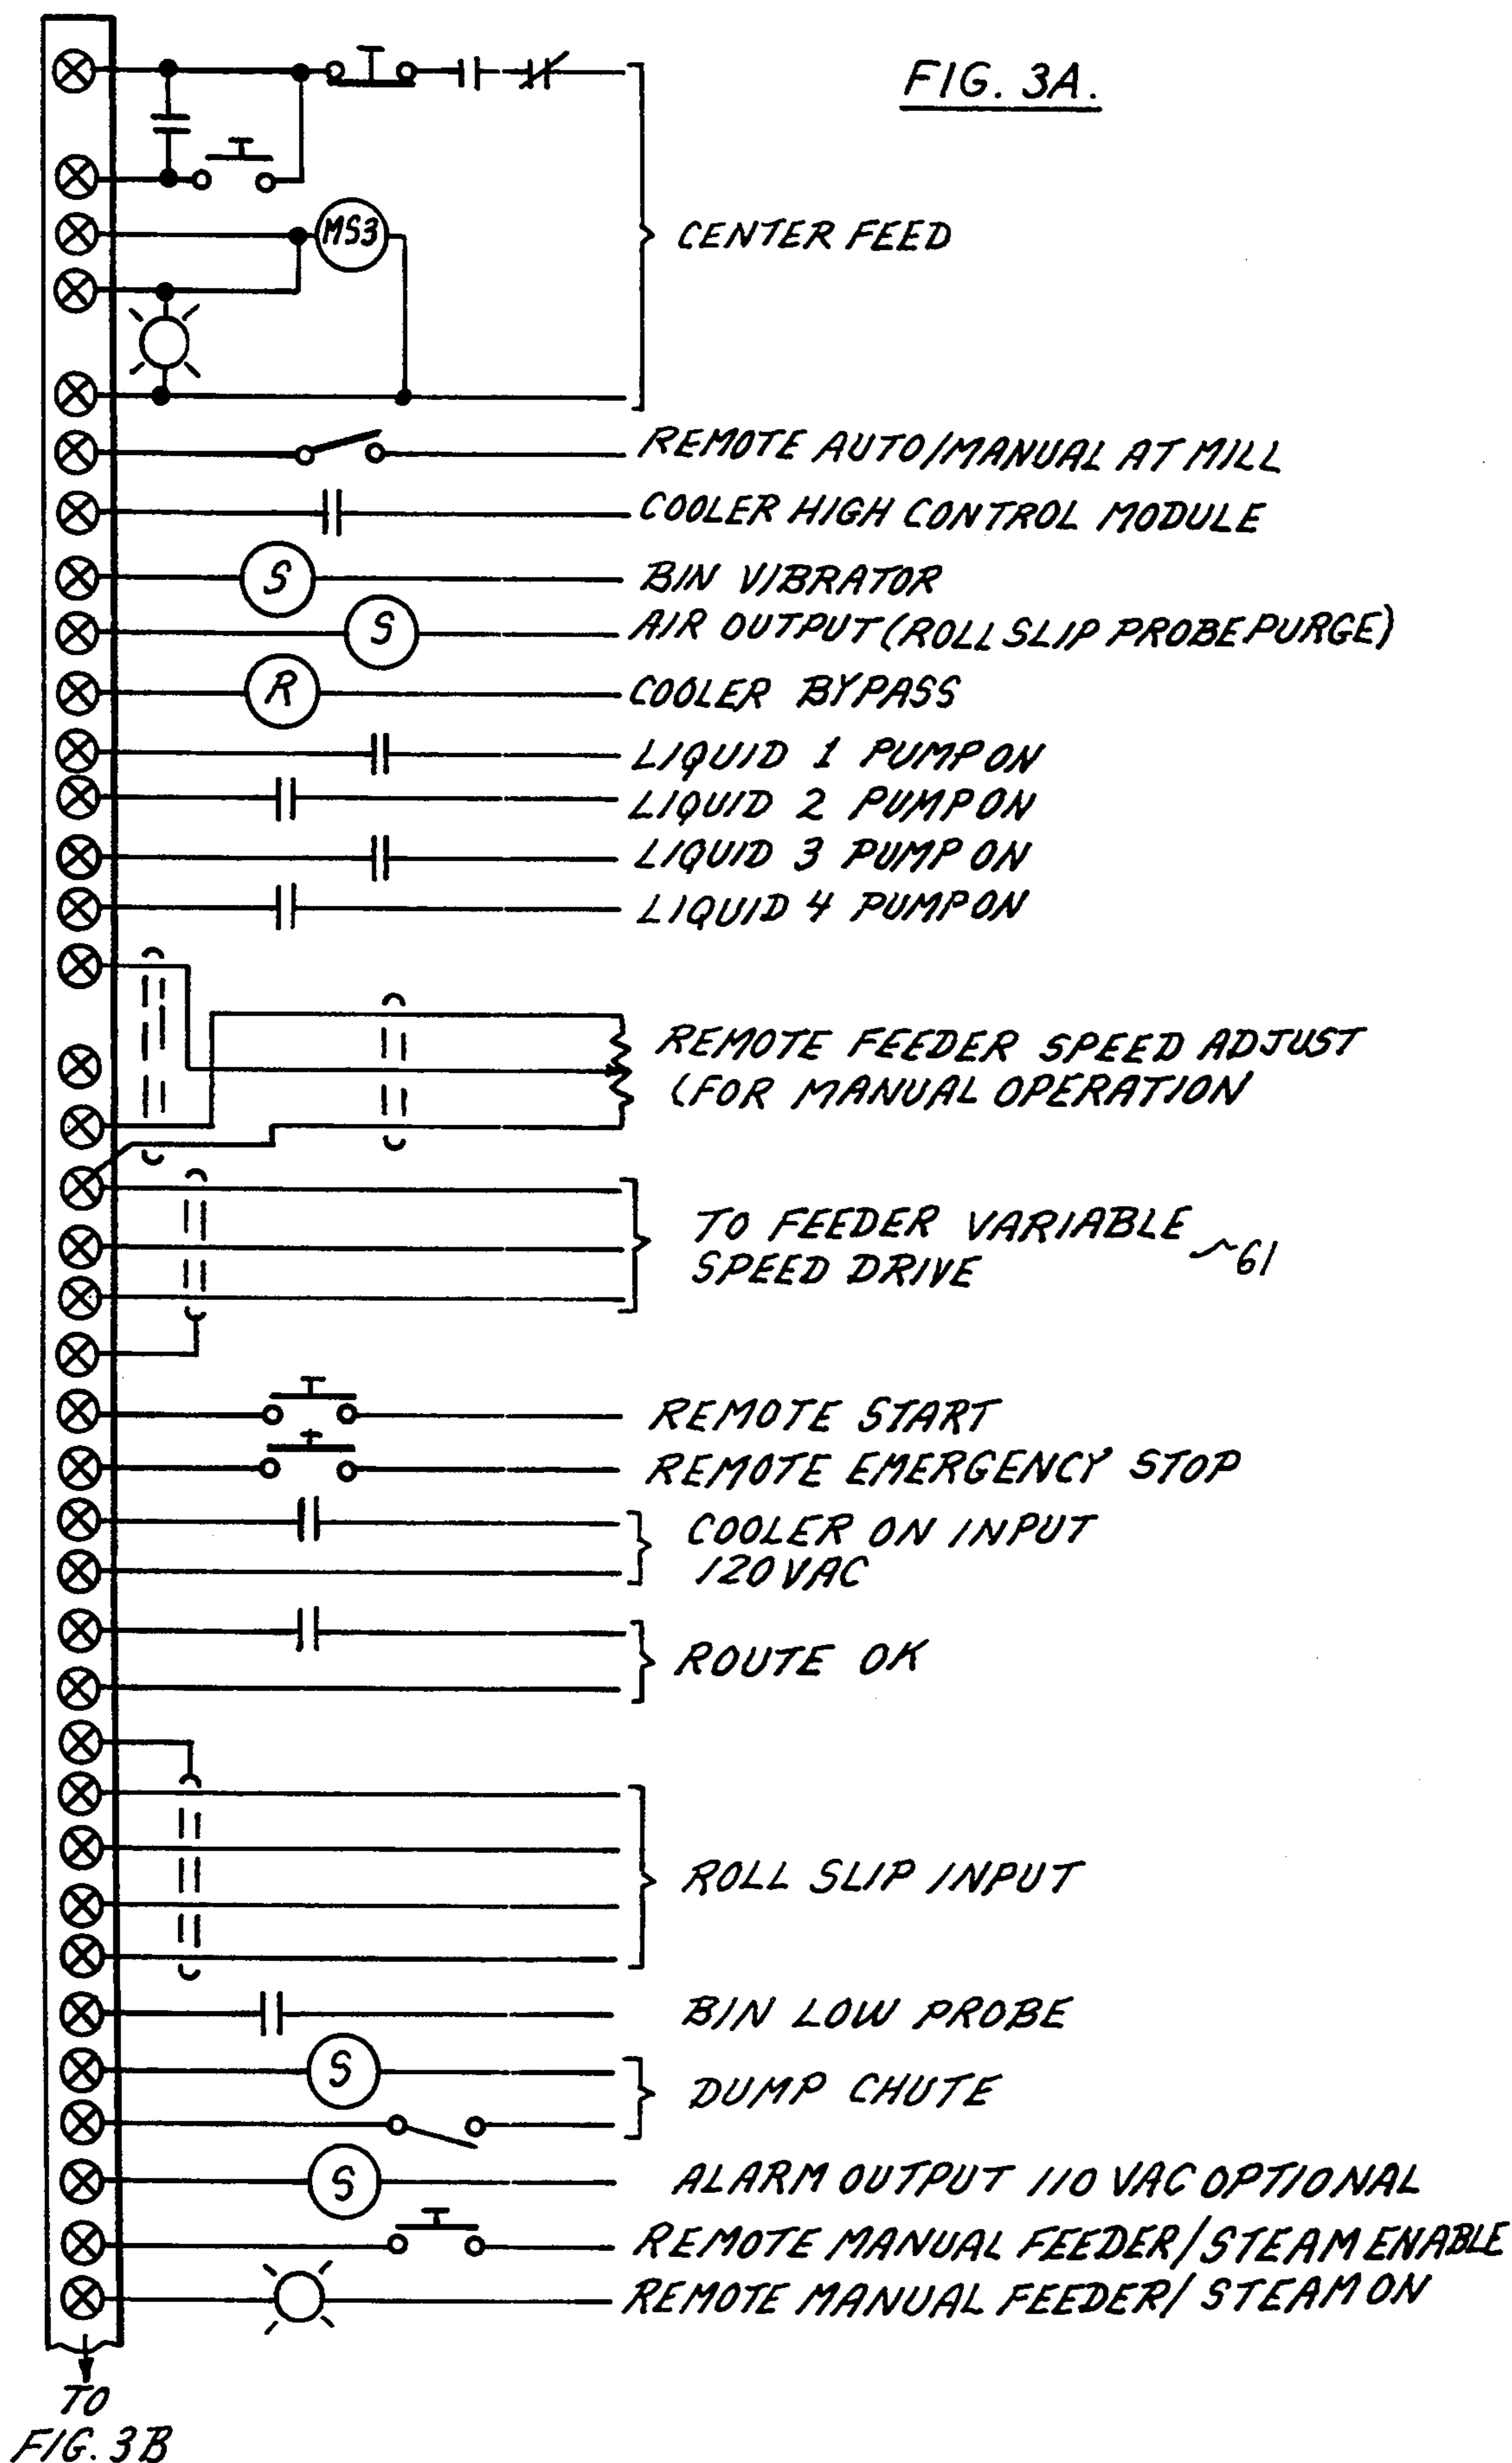 FIG. 3A.
MS3
CENTER FEED
REMOTE AUTO/MANUAL AT MILL
COOLER HIGH CONTROL MODULE
S
BIN VIBRATOR
S
AIR OUTPUT (ROLL SLIP PROBE PURGE)
R
COOLER BYPASS
LIQUID 1 PUMP ON
LIQUID 2 PUMP ON
LIQUID 3 PUMP ON
LIQUID 4 PUMP ON
REMOTE FEEDER SPEED ADJUST
(FOR MANUAL OPERATION
TO FEEDER VARIABLE
SPEED DRIVE
61
REMOTE START
REMOTE EMERGENCY STOP
COOLER ON INPUT
120 VAC
ROUTE OK
ROLL SLIP INPUT
BIN LOW PROBE
S
DUMP CHUTE
S
ALARM OUTPUT 110 VAC OPTIONAL
REMOTE MANUAL FEEDER/STEAM ENABLE
REMOTE MANUAL FEEDER/STEAM ON
TO
FIG. 3B